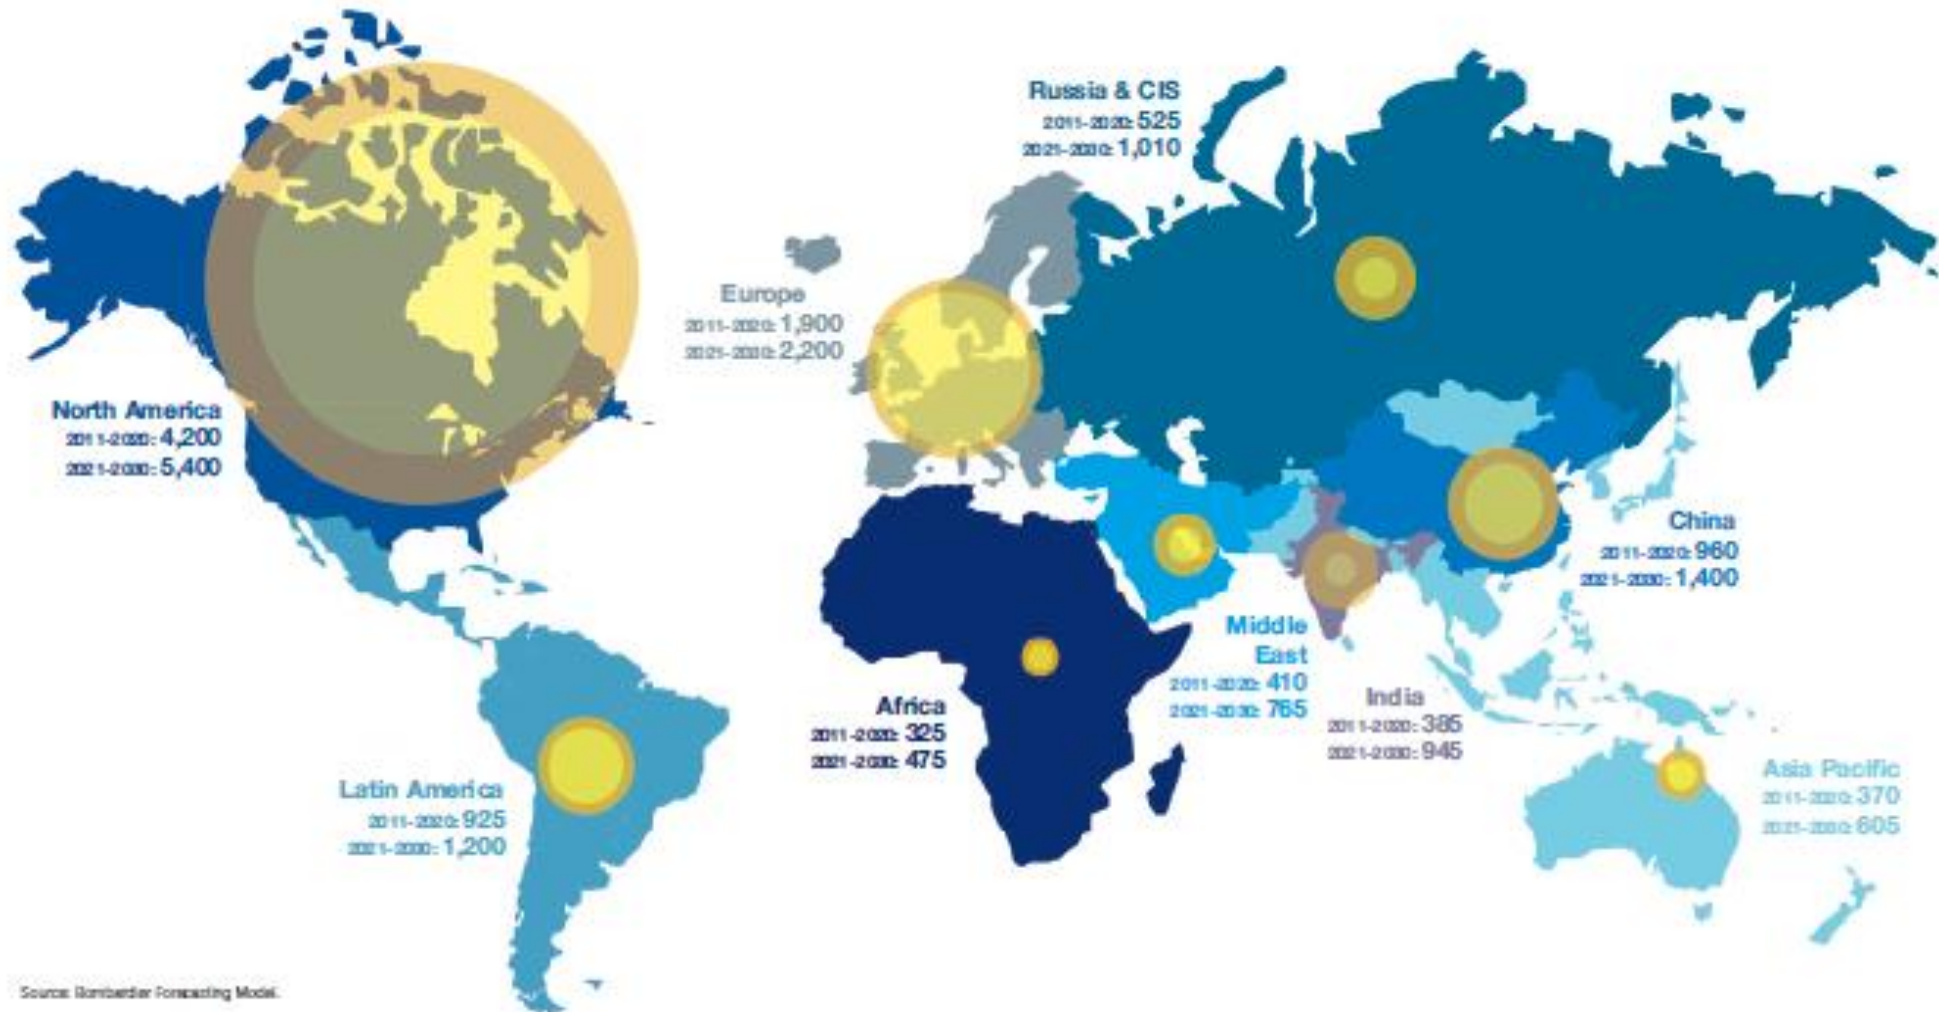 Russia & CIS
2011-2020: 525
2021-2030: 1,010
Europe
2011-2020: 1,900
2021-2030: 2,200
North America
2011-2020: 4,200
2021-2030: 5,400
China
2011-2020: 960
2021-2030: 1,400
Middle
East
2011-2020: 410
2021-2030: 765
India
2011-2020: 385
2021-2030: 945
Africa
2011-2020: 325
2021-2030: 475
Asia Pacific
2011-2020: 370
2021-2030: 605
Latin America
2011-2020: 925
2021-2030: 1,200
Source: Bombardier Forecasting Model.